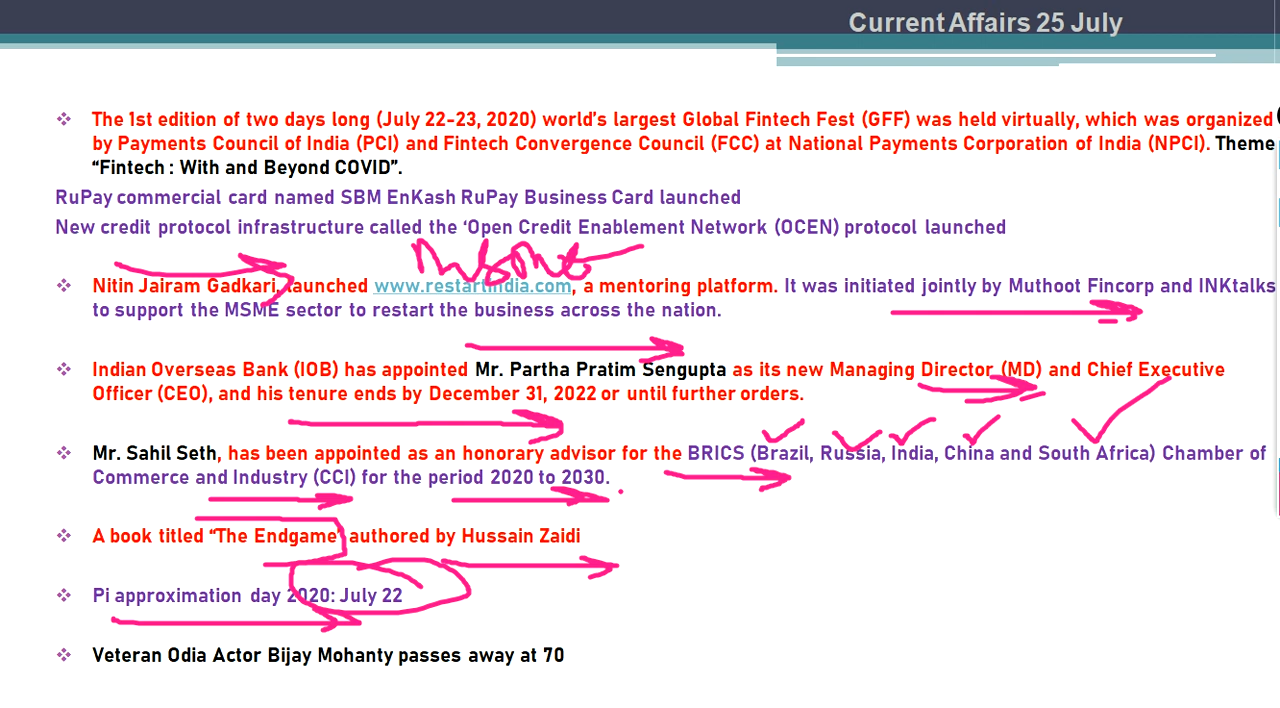 Current Affairs 25 July
❖ The 1st edition of two days long (July 22-23, 2020) world's largest Global Fintech Fest (GFF) was held virtually, which was organized
by Payments Council of India (PCI) and Fintech Convergence Council (FCC) at National Payments Corporation of India (NPCI). Theme
"Fintech : With and Beyond COVID".
RuPay commercial card named SBM EnKash RuPay Business Card launched
New credit protocol infrastructure called the ‘Open Credit Enablement Network (OCEN) protocol launched
MSME
❖ Nitin Jairam Gadkari, launched www.restartindia.com, a mentoring platform. It was initiated jointly by Muthoot Fincorp and INKtalks
to support the MSME sector to restart the business across the nation.
❖ Indian Overseas Bank (IOB) has appointed Mr. Partha Pratim Sengupta as its new Managing Director (MD) and Chief Executive
Officer (CEO), and his tenure ends by December 31, 2022 or until further orders.
❖ Mr. Sahil Seth, has been appointed as an honorary advisor for the BRICS (Brazil, Russia, India, China and South Africa) Chamber of
Commerce and Industry (CCI) for the period 2020 to 2030.
❖ A book titled “The Endgame” authored by Hussain Zaidi
❖ Pi approximation day 2020: July 22
❖ Veteran Odia Actor Bijay Mohanty passes away at 70